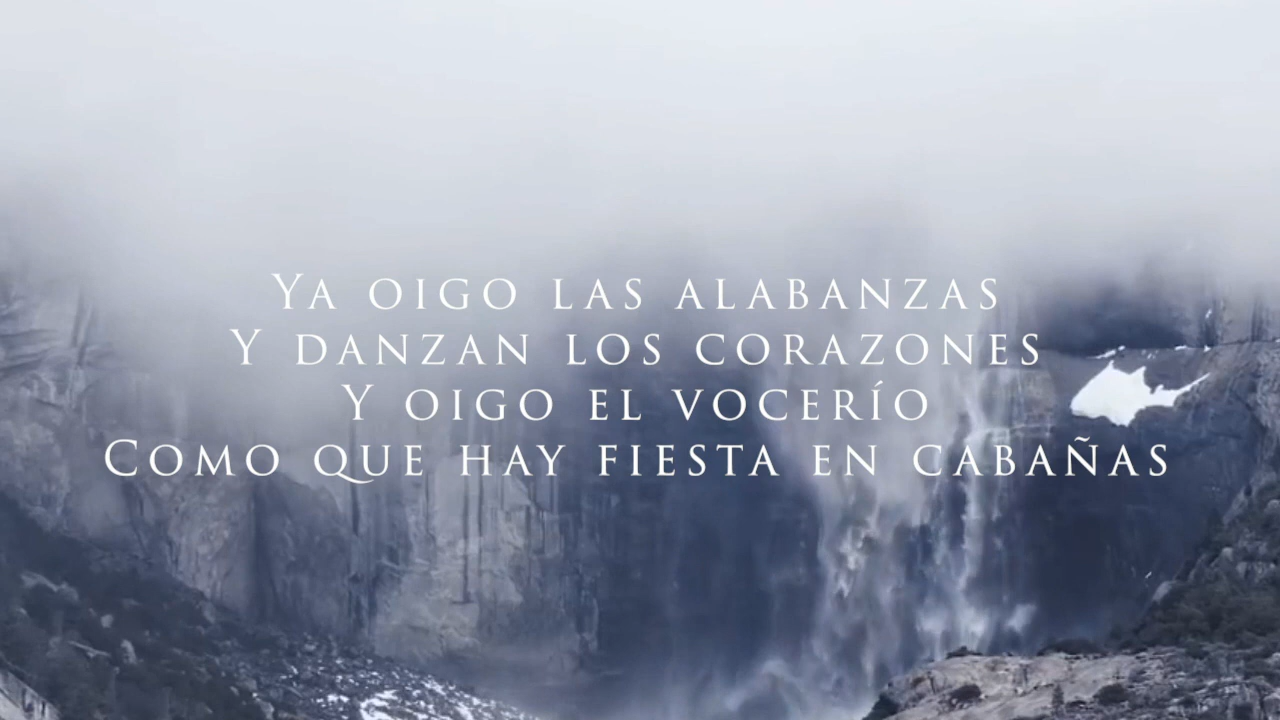 Ya oigo las alabanzas
Y danzan los corazones
Y oigo el vocerío
Como que hay fiesta en cabañas